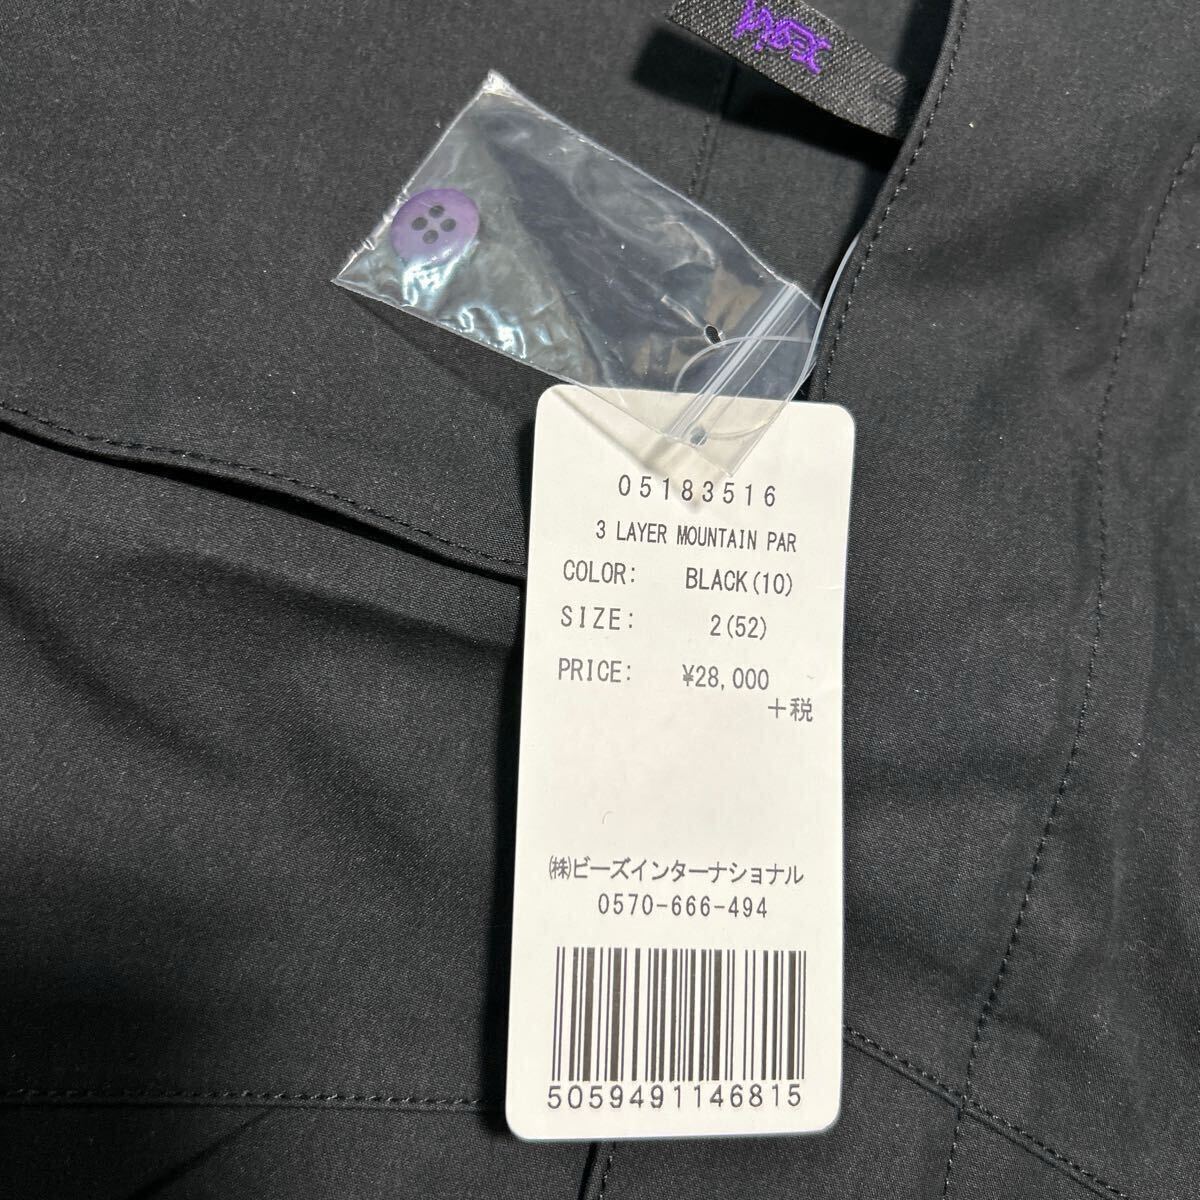 XESHM
05183516
3 LAYER MOUNTAIN PAR
COLOR: BLACK(10)
SIZE: 2(52)
PRICE: ¥28,000
+税
㈱ビーズインターナショナル
0570-666-494
5059491146815